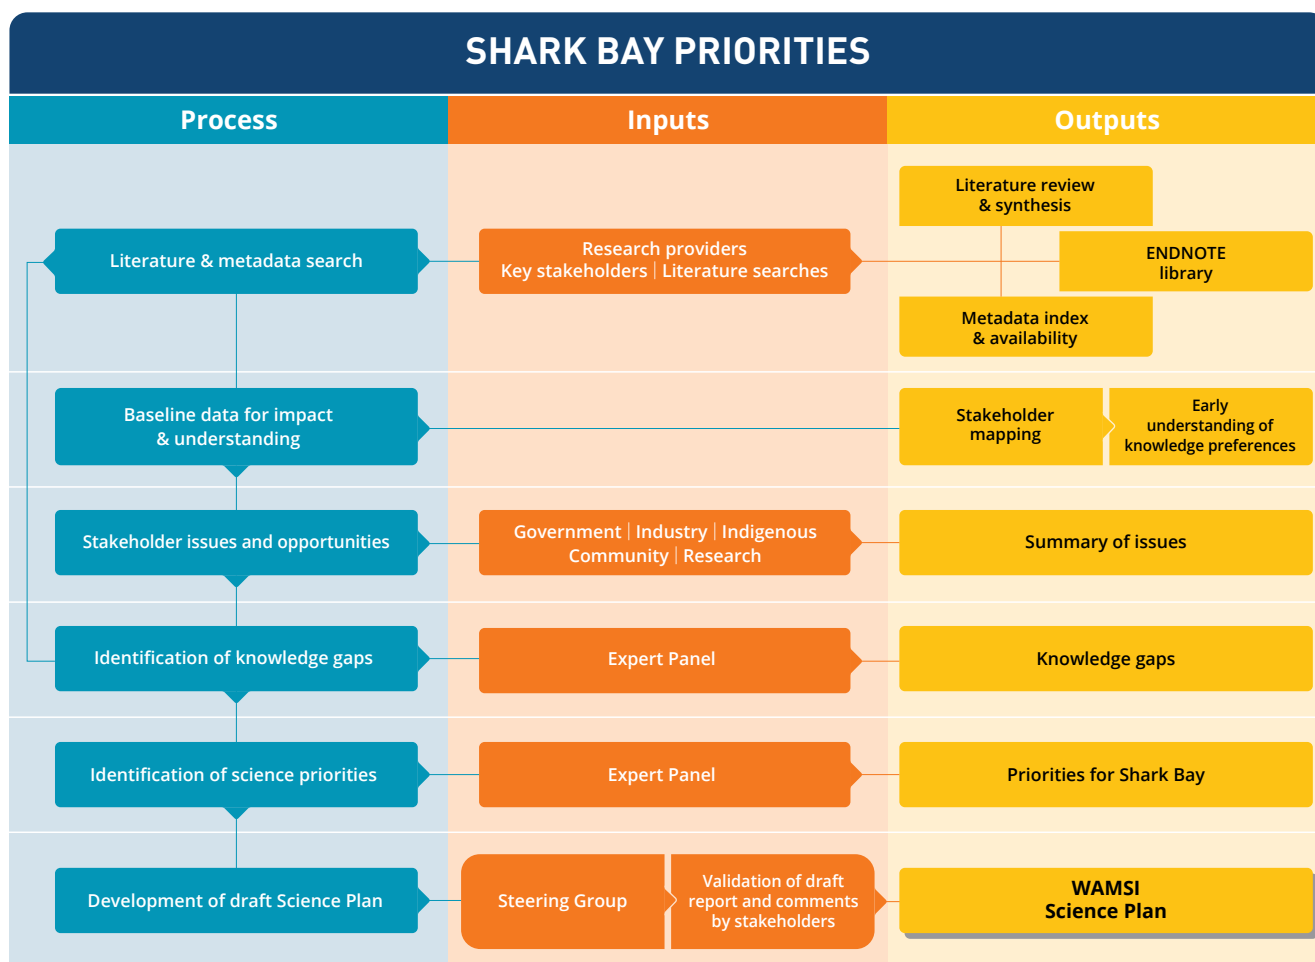 SHARK BAY PRIORITIES
Process
Inputs
Outputs
Literature & metadata search
Research providers
Key stakeholders | Literature searches
Literature review
& synthesis
ENDNOTE
library
Metadata index
& availability
Baseline data for impact
& understanding
Stakeholder
mapping
Early
understanding of
knowledge preferences
Stakeholder issues and opportunities
Government | Industry | Indigenous
Community | Research
Summary of issues
Identification of knowledge gaps
Expert Panel
Knowledge gaps
Identification of science priorities
Expert Panel
Priorities for Shark Bay
Development of draft Science Plan
Steering Group
Validation of draft
report and comments
by stakeholders
WAMSI
Science Plan